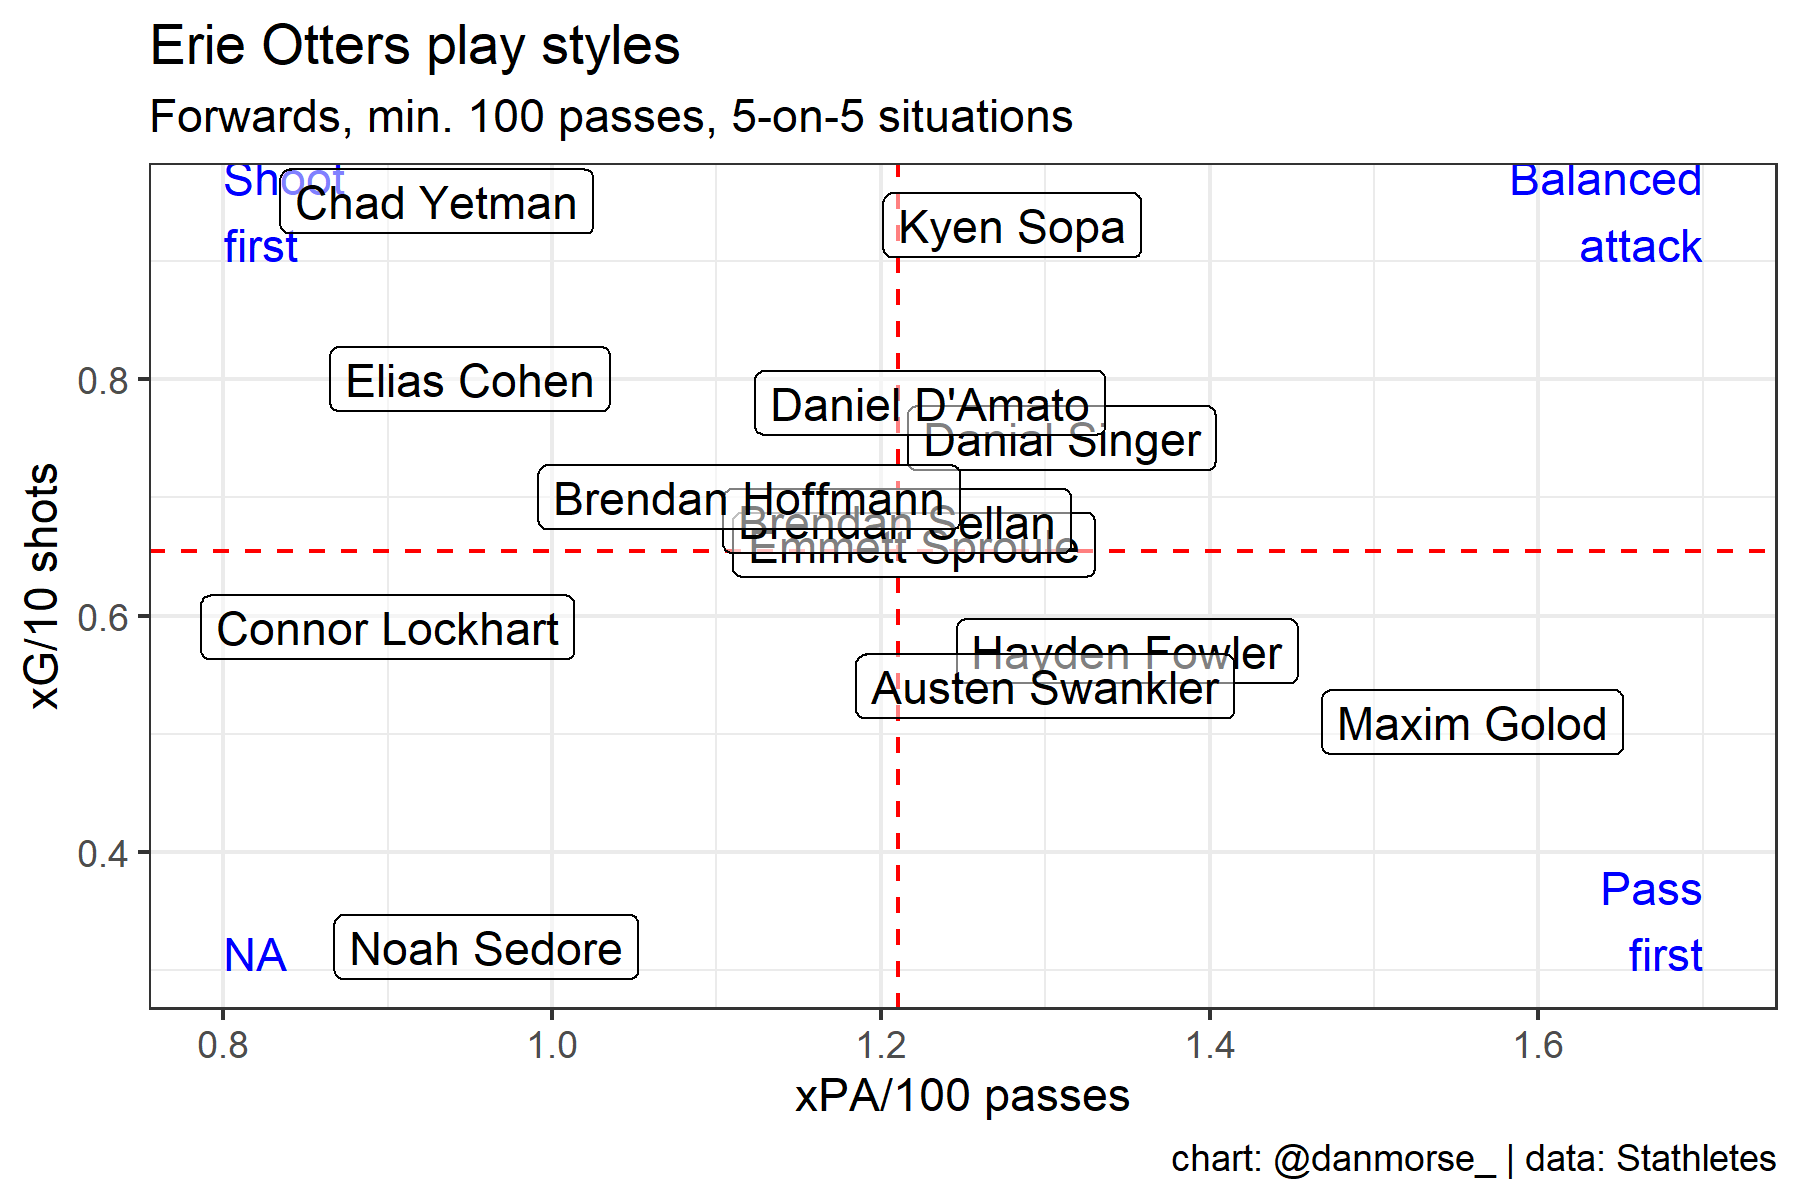 Erie Otters play styles
Forwards, min. 100 passes, 5-on-5 situations
Shoot
first
Balanced
attack
Chad Yetman
Kyen Sopa
Elias Cohen
Daniel D'Amato
Danial Singer
Brendan Hoffmann
Brendan Sellan
Emmett Sproule
Connor Lockhart
Hayden Fowler
Austen Swankler
Maxim Golod
Pass
first
NA
Noah Sedore
xG/10 shots
0.8
0.6
0.4
0.8 1.0 1.2 1.4 1.6
xPA/100 passes
chart: @danmorse_ | data: Stathletes